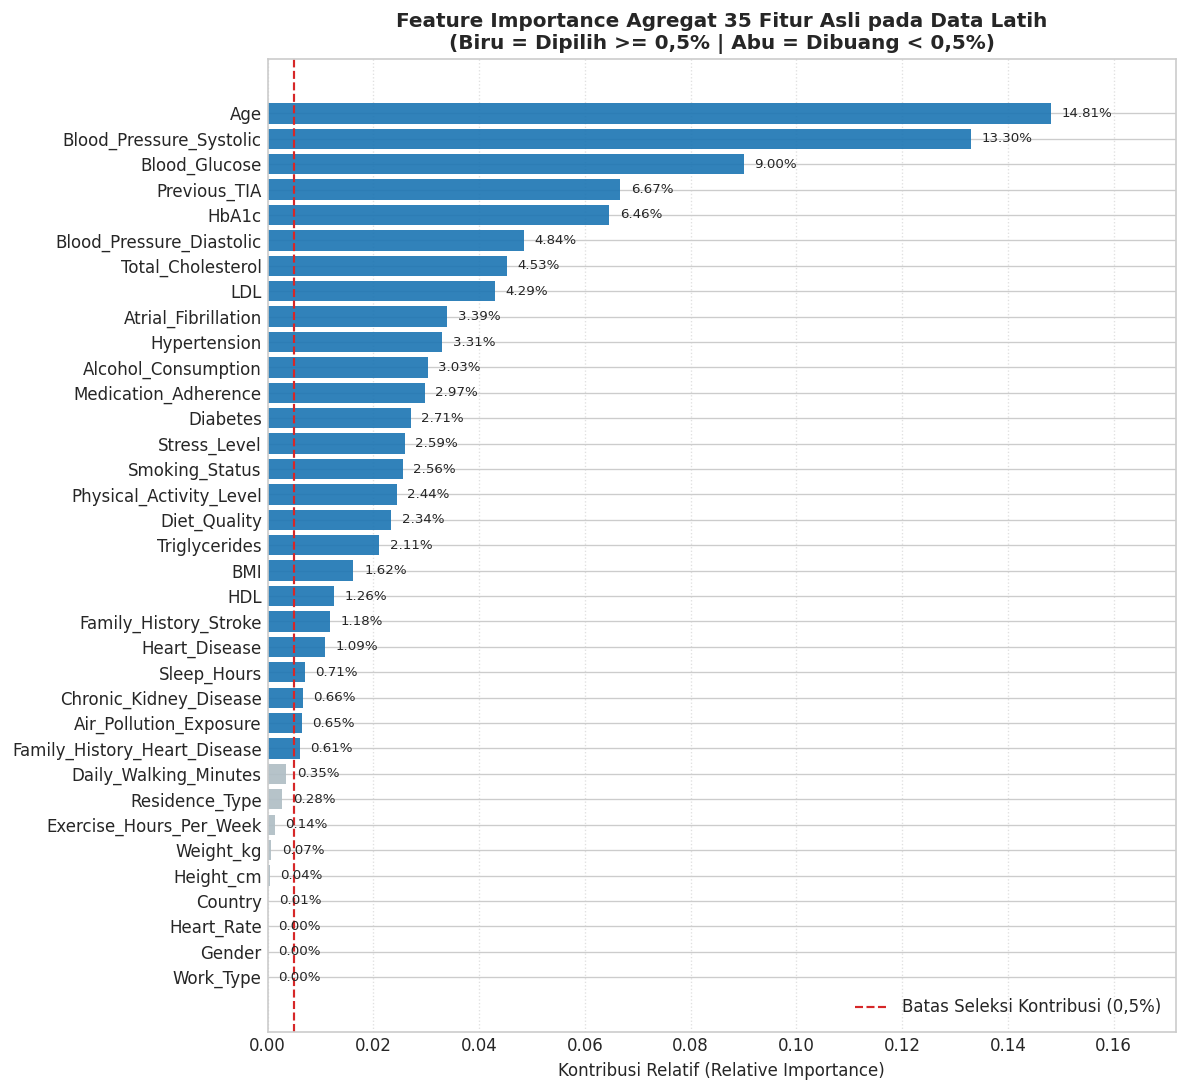 Feature Importance Agregat 35 Fitur Asli pada Data Latih
(Biru = Dipilih >= 0,5% | Abu = Dibuang < 0,5%)
Age 14.81%
Blood_Pressure_Systolic 13.30%
Blood_Glucose 9.00%
Previous_TIA 6.67%
HbA1c 6.46%
Blood_Pressure_Diastolic 4.84%
Total_Cholesterol 4.53%
LDL 4.29%
Atrial_Fibrillation 3.39%
Hypertension 3.31%
Alcohol_Consumption 3.03%
Medication_Adherence 2.97%
Diabetes 2.71%
Stress_Level 2.59%
Smoking_Status 2.56%
Physical_Activity_Level 2.44%
Diet_Quality 2.34%
Triglycerides 2.11%
BMI 1.62%
HDL 1.26%
Family_History_Stroke 1.18%
Heart_Disease 1.09%
Sleep_Hours 0.71%
Chronic_Kidney_Disease 0.66%
Air_Pollution_Exposure 0.65%
Family_History_Heart_Disease 0.61%
Daily_Walking_Minutes 0.35%
Residence_Type 0.28%
Exercise_Hours_Per_Week 0.14%
Weight_kg 0.07%
Height_cm 0.04%
Country 0.01%
Heart_Rate 0.00%
Gender 0.00%
Work_Type 0.00%
Batas Seleksi Kontribusi (0,5%)
0.00 0.02 0.04 0.06 0.08 0.10 0.12 0.14 0.16
Kontribusi Relatif (Relative Importance)